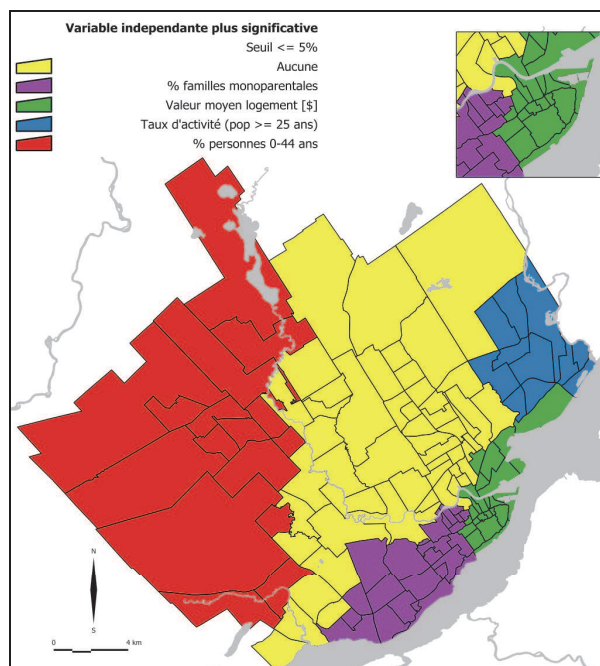 Variable independante plus significative
Seuil <= 5%
Aucune
% familles monoparentales
Valeur moyen logement [$]
Taux d'activité (pop >= 25 ans)
% personnes 0-44 ans
N
S
0 4 km